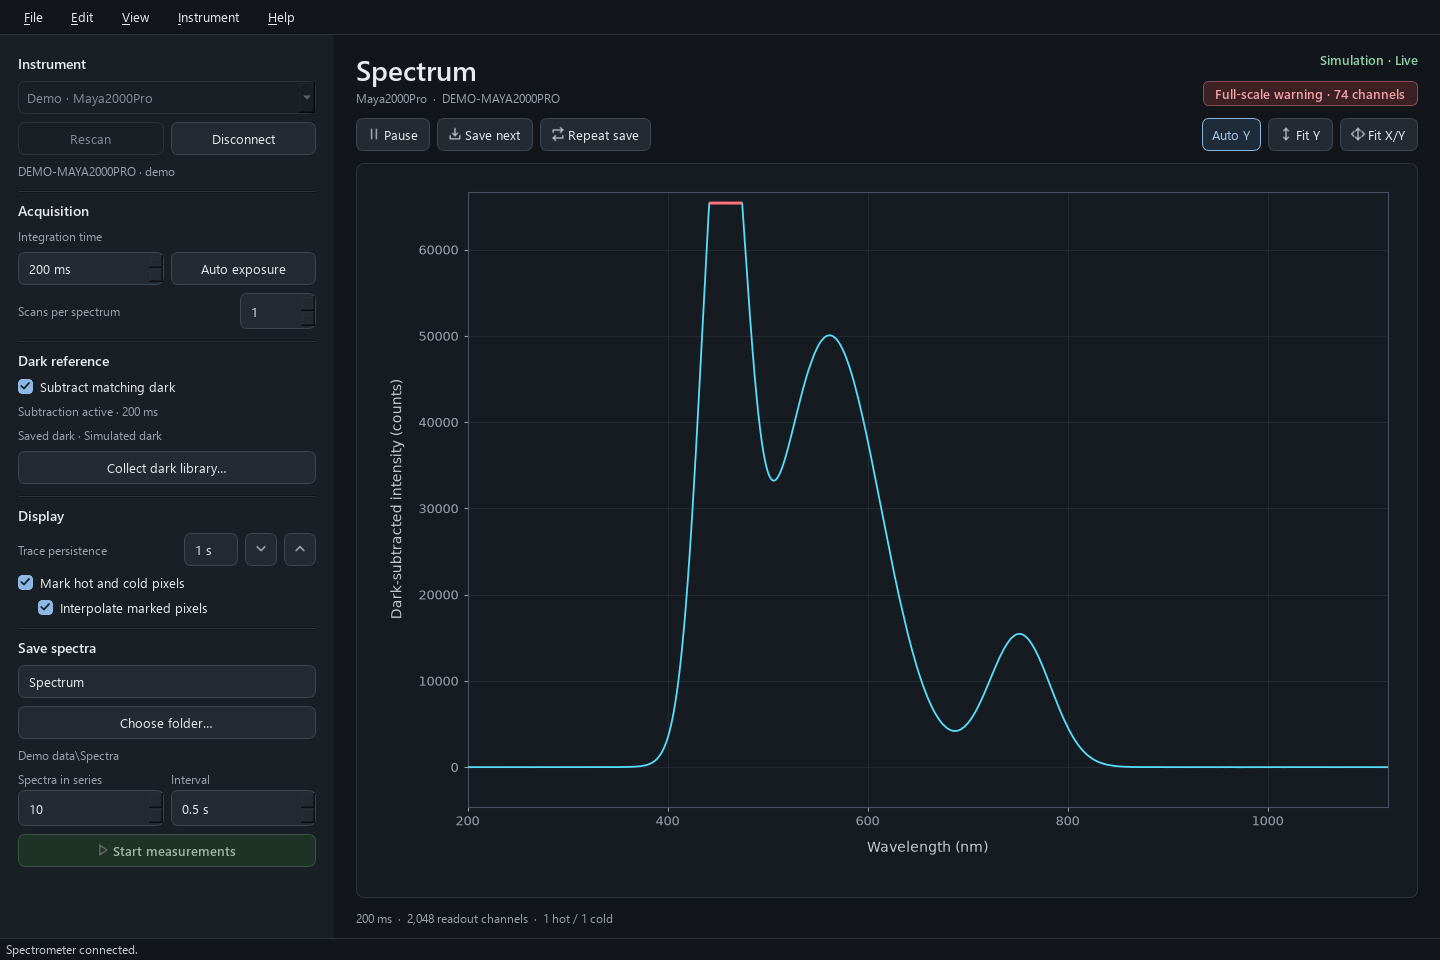 File Edit View Instrument Help
Instrument
Demo · Maya2000Pro
Rescan Disconnect
DEMO-MAYA2000PRO · demo
Acquisition
Integration time
200 ms Auto exposure
Scans per spectrum 1
Dark reference
Subtract matching dark
Subtraction active · 200 ms
Saved dark · Simulated dark
Collect dark library...
Display
Trace persistence 1 s
Mark hot and cold pixels
Interpolate marked pixels
Save spectra
Spectrum
Choose folder...
Demo data\Spectra
Spectra in series Interval
10 0.5 s
Start measurements
Spectrum
Simulation · Live
Maya2000Pro · DEMO-MAYA2000PRO
Full-scale warning · 74 channels
Pause Save next Repeat save
Auto Y Fit Y Fit X/Y
60000
50000
40000
30000
20000
10000
0
Dark-subtracted intensity (counts)
200 400 600 800 1000
Wavelength (nm)
200 ms · 2,048 readout channels · 1 hot / 1 cold
Spectrometer connected.